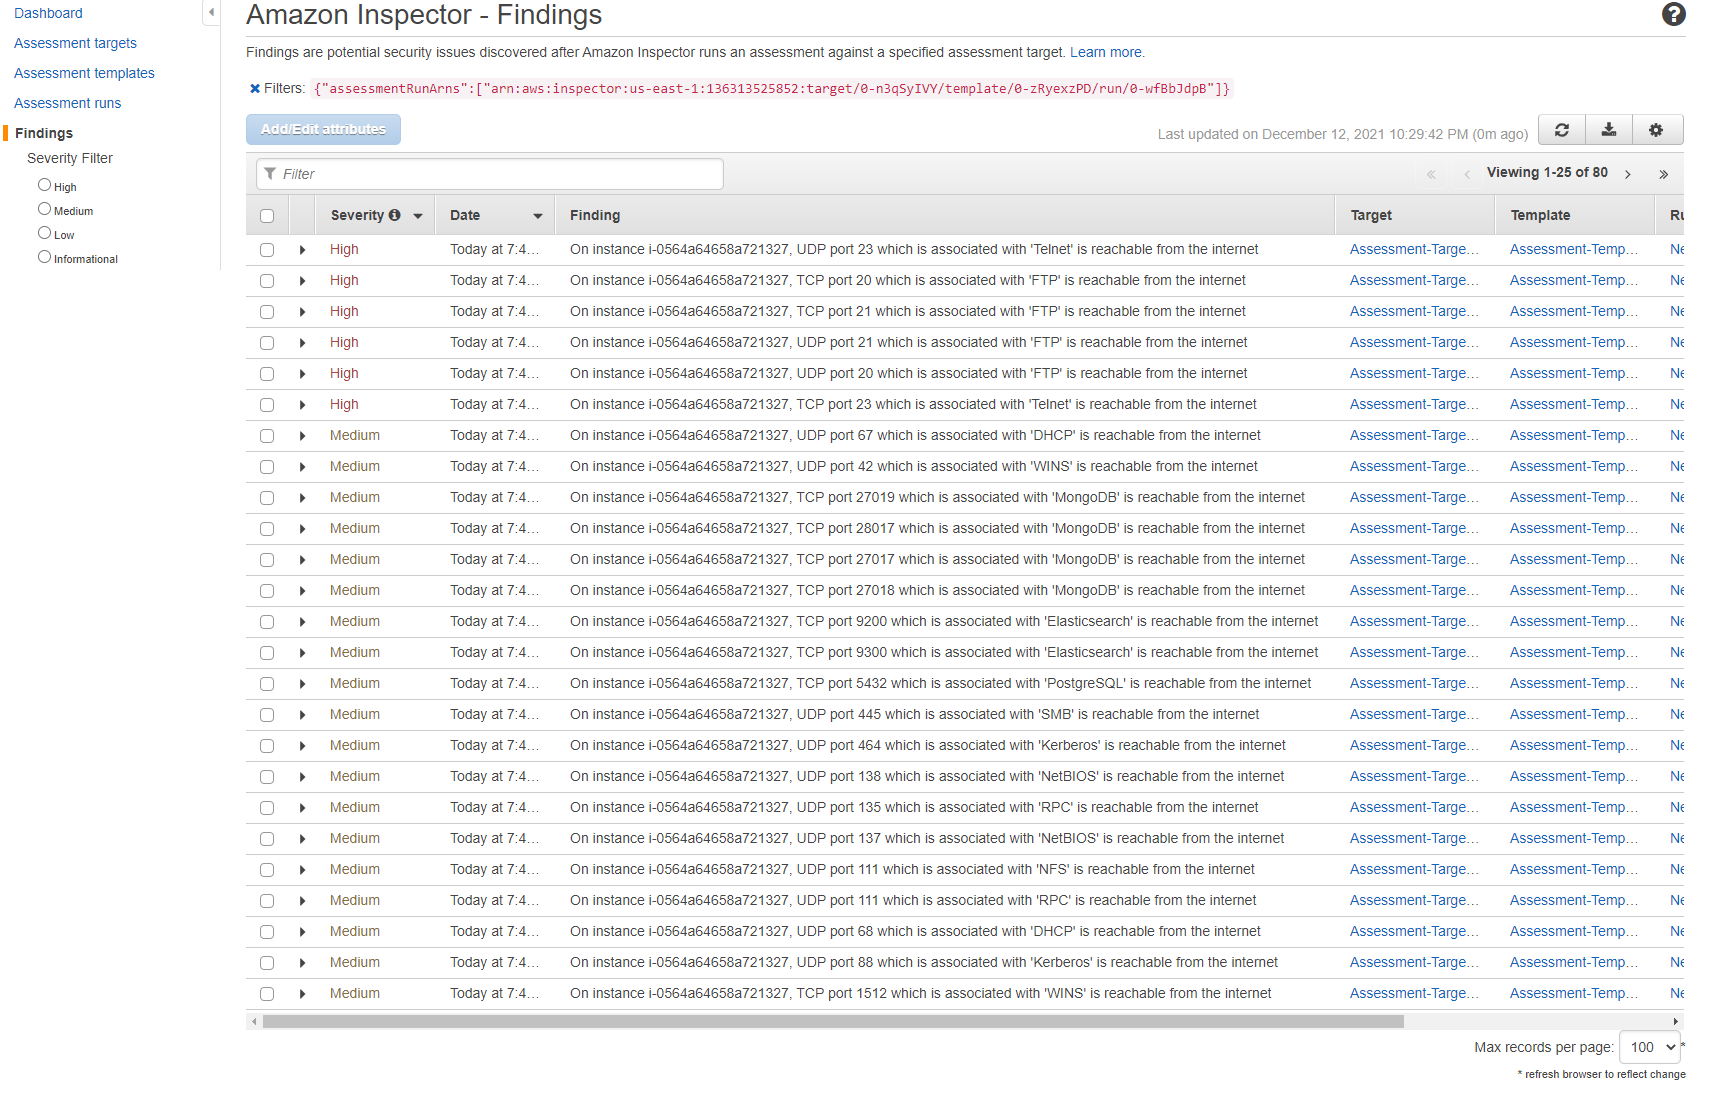 Dashboard
Assessment targets
Assessment templates
Assessment runs
Findings
Severity Filter
High
Medium
Low
Informational
Amazon Inspector - Findings
Findings are potential security issues discovered after Amazon Inspector runs an assessment against a specified assessment target. Learn more.
Filters: {"assessmentRunArns":["arn:aws:inspector:us-east-1:136313525852:target/0-n3qSyIVY/template/0-zRyexzPD/run/0-wfBbJdpB"]}
Add/Edit attributes
Last updated on December 12, 2021 10:29:42 PM (0m ago)
Filter
Viewing 1-25 of 80
Severity Date Finding Target Template Ru
High Today at 7:4... On instance i-0564a64658a721327, UDP port 23 which is associated with 'Telnet' is reachable from the internet Assessment-Targe... Assessment-Temp... Ne
High Today at 7:4... On instance i-0564a64658a721327, TCP port 20 which is associated with 'FTP' is reachable from the internet Assessment-Targe... Assessment-Temp... Ne
High Today at 7:4... On instance i-0564a64658a721327, TCP port 21 which is associated with 'FTP' is reachable from the internet Assessment-Targe... Assessment-Temp... Ne
High Today at 7:4... On instance i-0564a64658a721327, UDP port 21 which is associated with 'FTP' is reachable from the internet Assessment-Targe... Assessment-Temp... Ne
High Today at 7:4... On instance i-0564a64658a721327, UDP port 20 which is associated with 'FTP' is reachable from the internet Assessment-Targe... Assessment-Temp... Ne
High Today at 7:4... On instance i-0564a64658a721327, TCP port 23 which is associated with 'Telnet' is reachable from the internet Assessment-Targe... Assessment-Temp... Ne
Medium Today at 7:4... On instance i-0564a64658a721327, UDP port 67 which is associated with 'DHCP' is reachable from the internet Assessment-Targe... Assessment-Temp... Ne
Medium Today at 7:4... On instance i-0564a64658a721327, UDP port 42 which is associated with 'WINS' is reachable from the internet Assessment-Targe... Assessment-Temp... Ne
Medium Today at 7:4... On instance i-0564a64658a721327, TCP port 27019 which is associated with 'MongoDB' is reachable from the internet Assessment-Targe... Assessment-Temp... Ne
Medium Today at 7:4... On instance i-0564a64658a721327, TCP port 28017 which is associated with 'MongoDB' is reachable from the internet Assessment-Targe... Assessment-Temp... Ne
Medium Today at 7:4... On instance i-0564a64658a721327, TCP port 27017 which is associated with 'MongoDB' is reachable from the internet Assessment-Targe... Assessment-Temp... Ne
Medium Today at 7:4... On instance i-0564a64658a721327, TCP port 27018 which is associated with 'MongoDB' is reachable from the internet Assessment-Targe... Assessment-Temp... Ne
Medium Today at 7:4... On instance i-0564a64658a721327, TCP port 9200 which is associated with 'Elasticsearch' is reachable from the internet Assessment-Targe... Assessment-Temp... Ne
Medium Today at 7:4... On instance i-0564a64658a721327, TCP port 9300 which is associated with 'Elasticsearch' is reachable from the internet Assessment-Targe... Assessment-Temp... Ne
Medium Today at 7:4... On instance i-0564a64658a721327, TCP port 5432 which is associated with 'PostgreSQL' is reachable from the internet Assessment-Targe... Assessment-Temp... Ne
Medium Today at 7:4... On instance i-0564a64658a721327, UDP port 445 which is associated with 'SMB' is reachable from the internet Assessment-Targe... Assessment-Temp... Ne
Medium Today at 7:4... On instance i-0564a64658a721327, UDP port 464 which is associated with 'Kerberos' is reachable from the internet Assessment-Targe... Assessment-Temp... Ne
Medium Today at 7:4... On instance i-0564a64658a721327, UDP port 138 which is associated with 'NetBIOS' is reachable from the internet Assessment-Targe... Assessment-Temp... Ne
Medium Today at 7:4... On instance i-0564a64658a721327, UDP port 135 which is associated with 'RPC' is reachable from the internet Assessment-Targe... Assessment-Temp... Ne
Medium Today at 7:4... On instance i-0564a64658a721327, UDP port 137 which is associated with 'NetBIOS' is reachable from the internet Assessment-Targe... Assessment-Temp... Ne
Medium Today at 7:4... On instance i-0564a64658a721327, UDP port 111 which is associated with 'NFS' is reachable from the internet Assessment-Targe... Assessment-Temp... Ne
Medium Today at 7:4... On instance i-0564a64658a721327, UDP port 111 which is associated with 'RPC' is reachable from the internet Assessment-Targe... Assessment-Temp... Ne
Medium Today at 7:4... On instance i-0564a64658a721327, UDP port 68 which is associated with 'DHCP' is reachable from the internet Assessment-Targe... Assessment-Temp... Ne
Medium Today at 7:4... On instance i-0564a64658a721327, UDP port 88 which is associated with 'Kerberos' is reachable from the internet Assessment-Targe... Assessment-Temp... Ne
Medium Today at 7:4... On instance i-0564a64658a721327, TCP port 1512 which is associated with 'WINS' is reachable from the internet Assessment-Targe... Assessment-Temp... Ne
Max records per page: 100 *
* refresh browser to reflect change